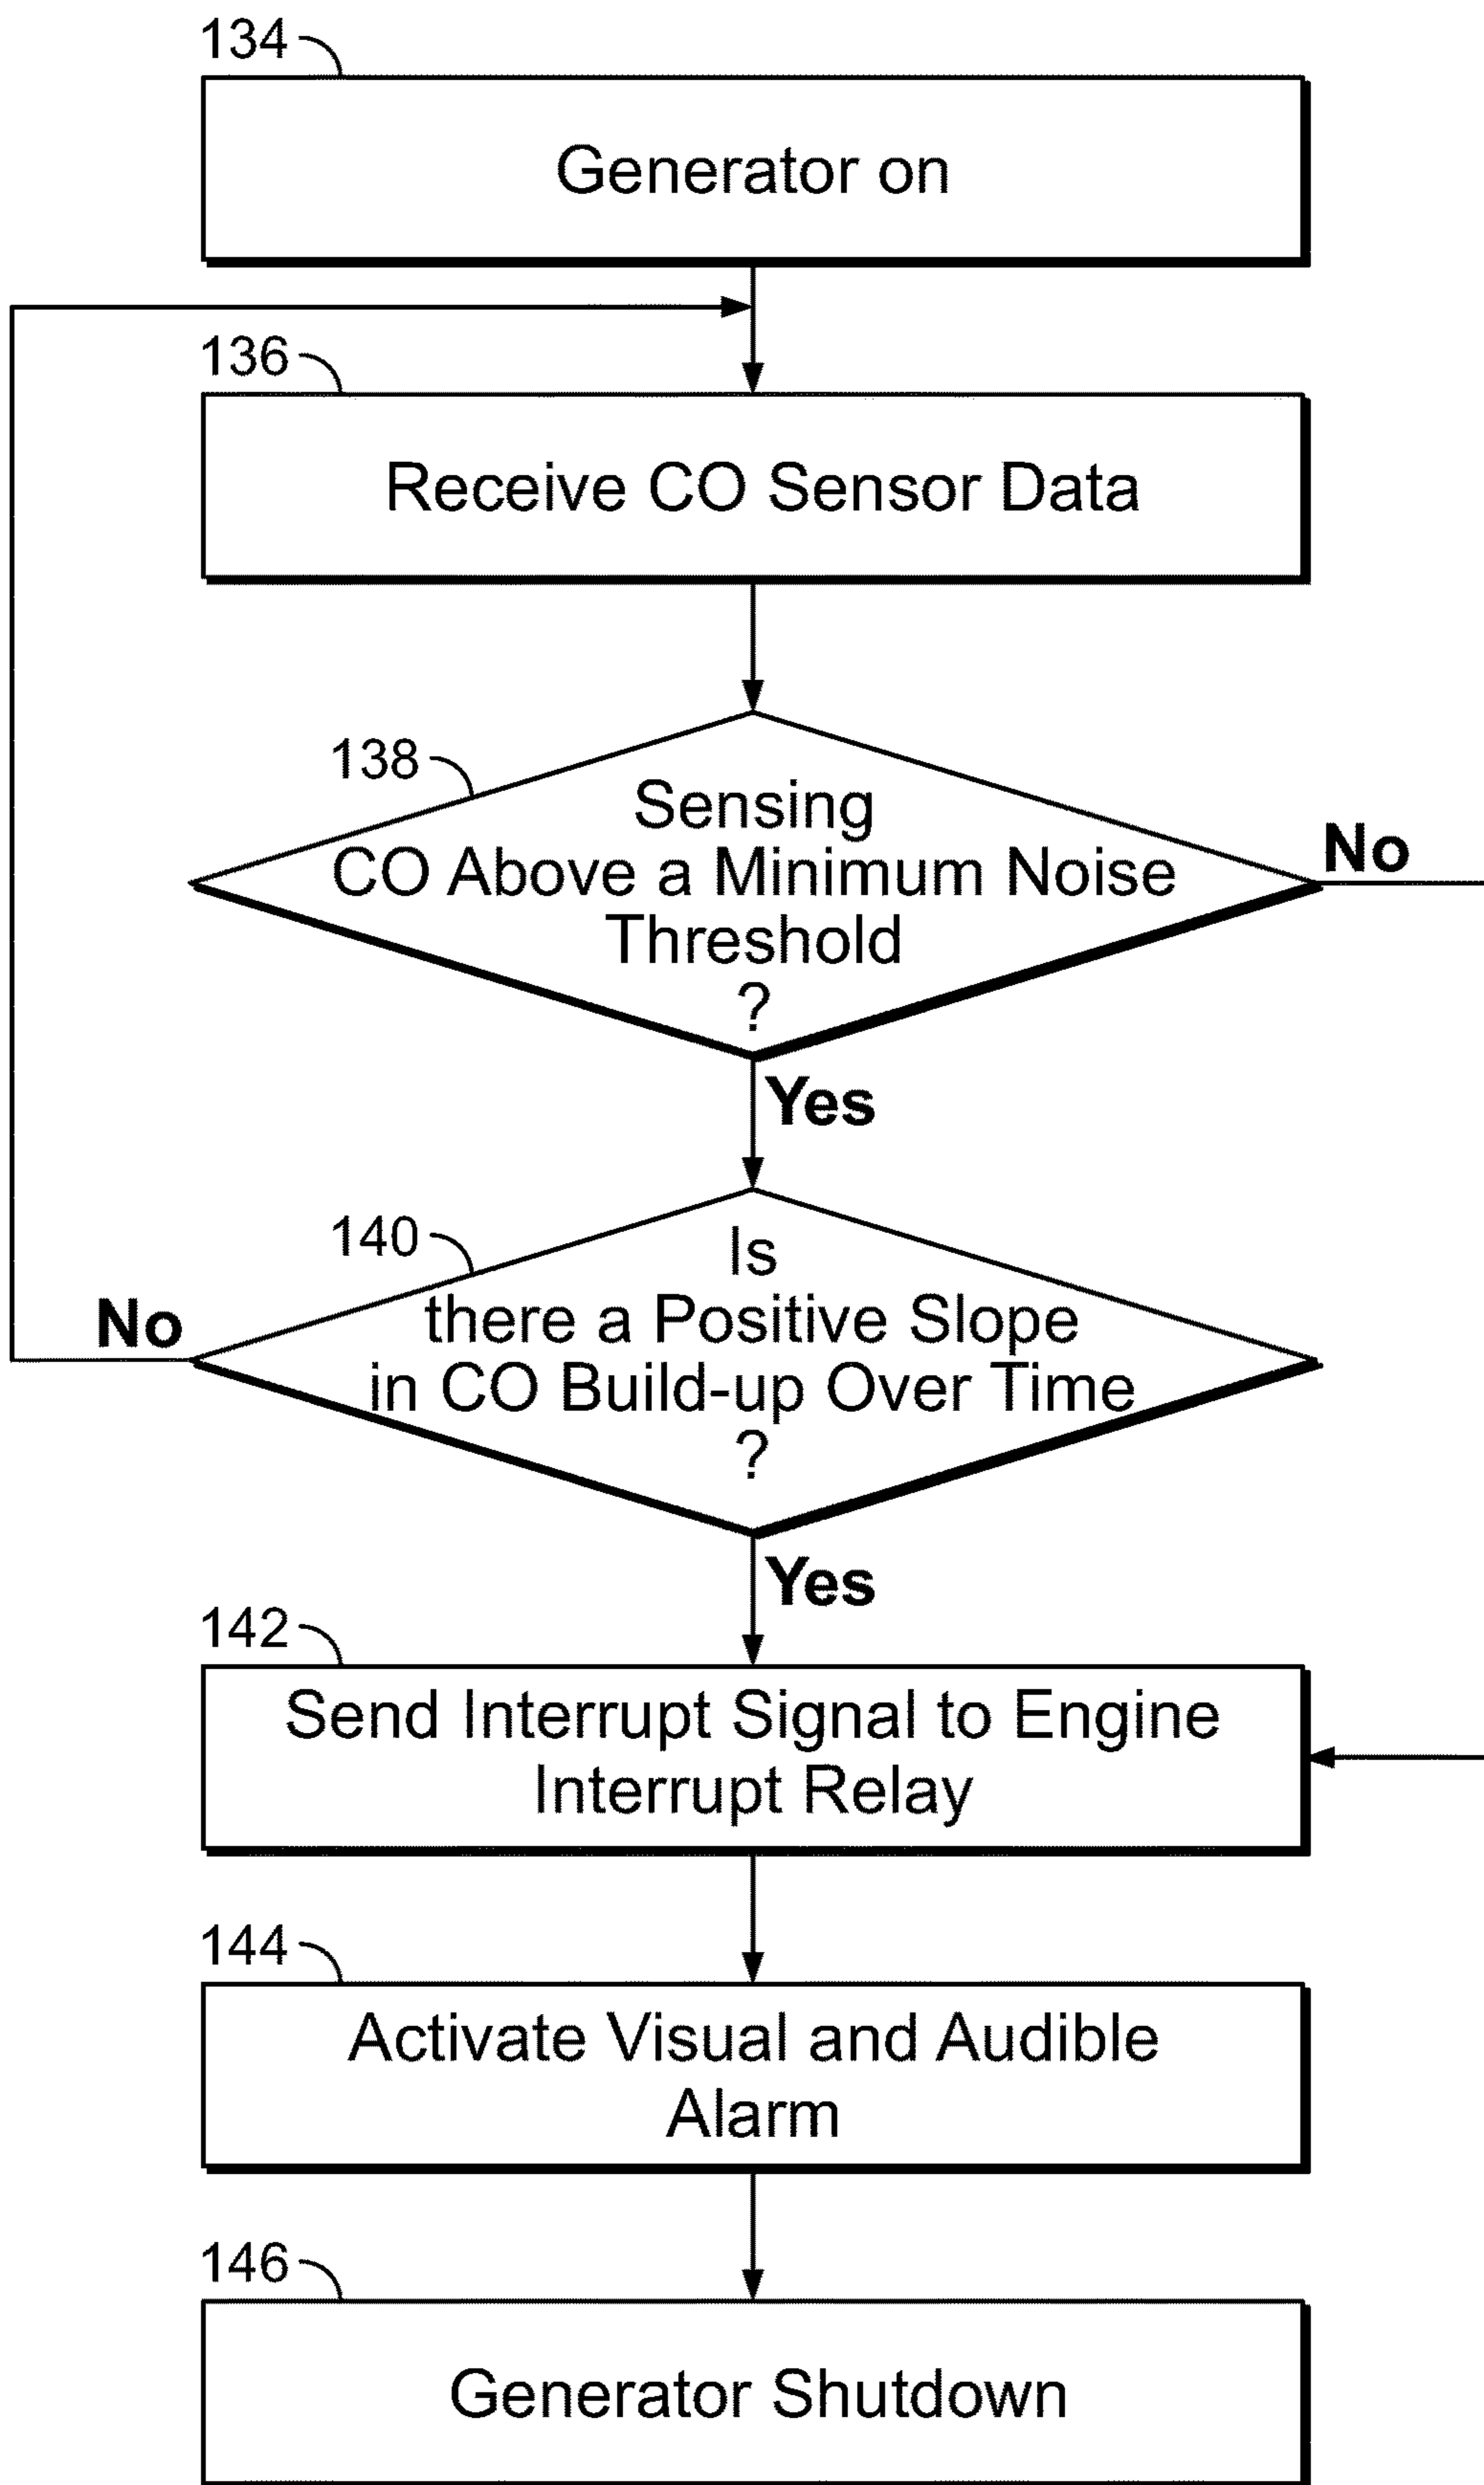 134
Generator on
136
Receive CO Sensor Data
138
Sensing
CO Above a Minimum Noise
Threshold
?
No
Yes
140
Is
there a Positive Slope
in CO Build-up Over Time
?
No
Yes
142
Send Interrupt Signal to Engine
Interrupt Relay
144
Activate Visual and Audible
Alarm
146
Generator Shutdown